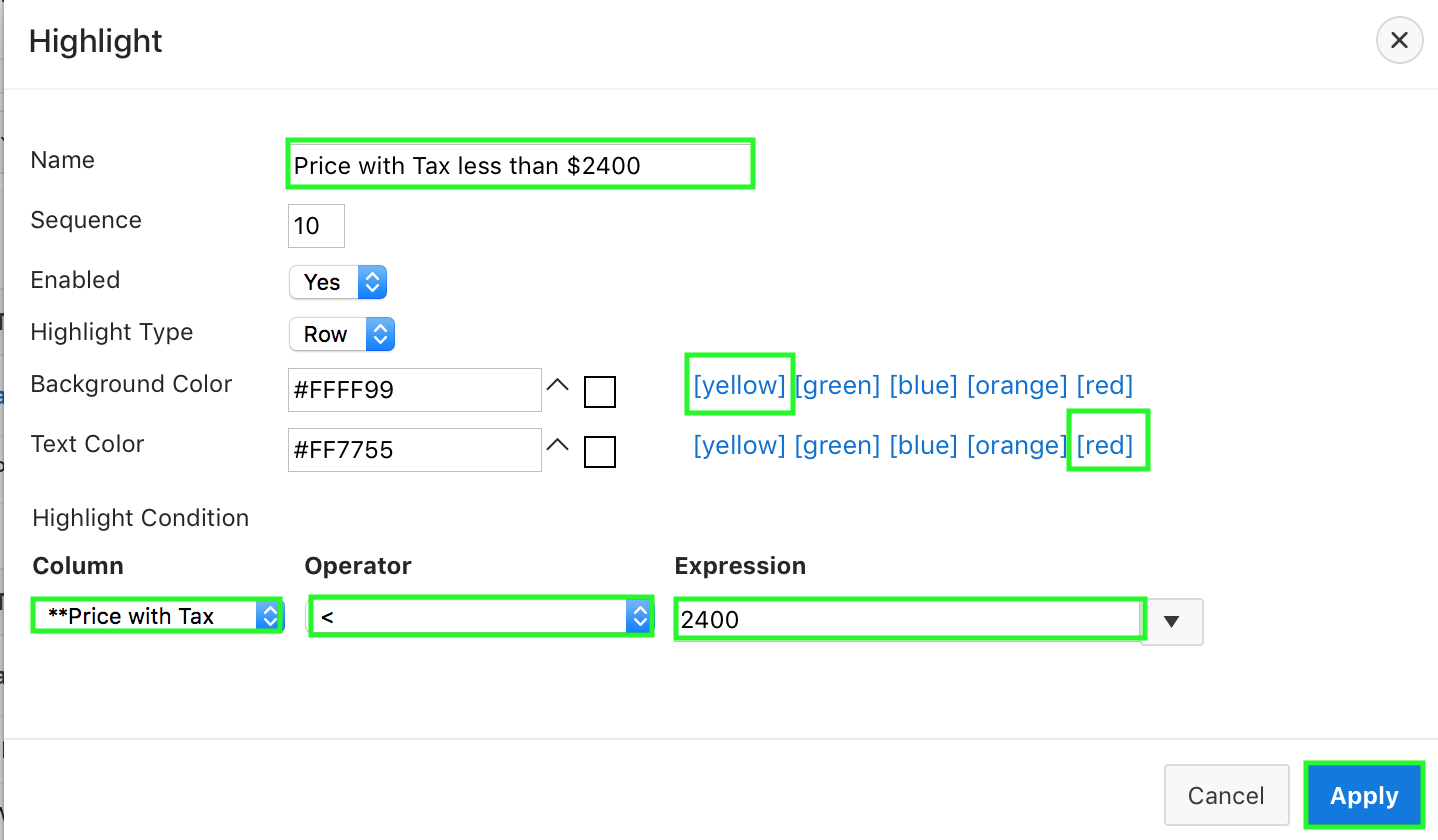 Highlight
Name Price with Tax less than $2400
Sequence 10
Enabled Yes
Highlight Type Row
Background Color #FFFF99 [yellow] [green] [blue] [orange] [red]
Text Color #FF7755 [yellow] [green] [blue] [orange] [red]
Highlight Condition
Column Operator Expression
**Price with Tax < 2400
Cancel Apply